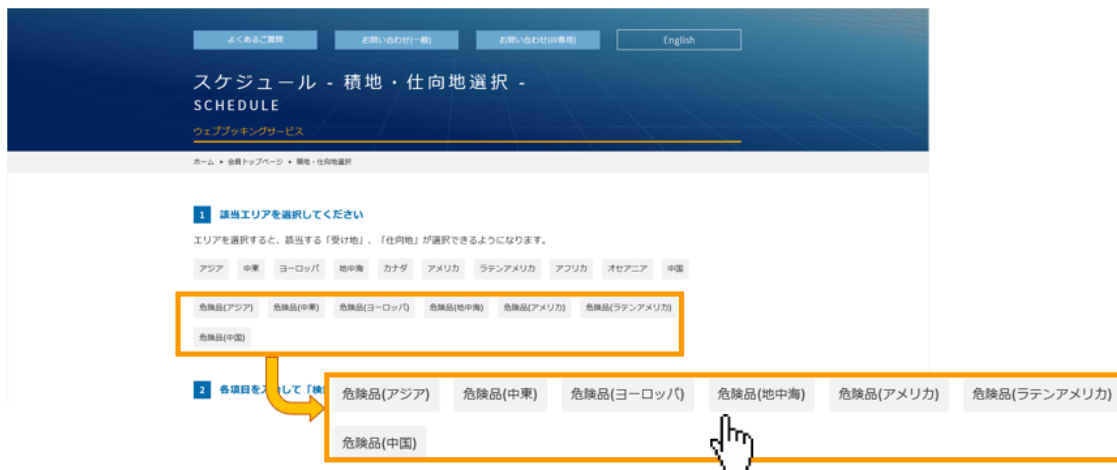 よくあるご質問 お問い合わせ(一般) お問い合わせ(IR専用) English
スケジュール - 積地・仕向地選択 -
SCHEDULE
ウェブブッキングサービス
ホーム ▸ 会員トップページ ▸ 積地・仕向地選択
1 該当エリアを選択してください
エリアを選択すると、該当する「受け地」、「仕向地」が選択できるようになります。
アジア 中東 ヨーロッパ 地中海 カナダ アメリカ ラテンアメリカ アフリカ オセアニア 中国
危険品(アジア) 危険品(中東) 危険品(ヨーロッパ) 危険品(地中海) 危険品(アメリカ) 危険品(ラテンアメリカ)
危険品(中国)
2 各項目を入力して「検
危険品(アジア) 危険品(中東) 危険品(ヨーロッパ) 危険品(地中海) 危険品(アメリカ) 危険品(ラテンアメリカ)
危険品(中国)